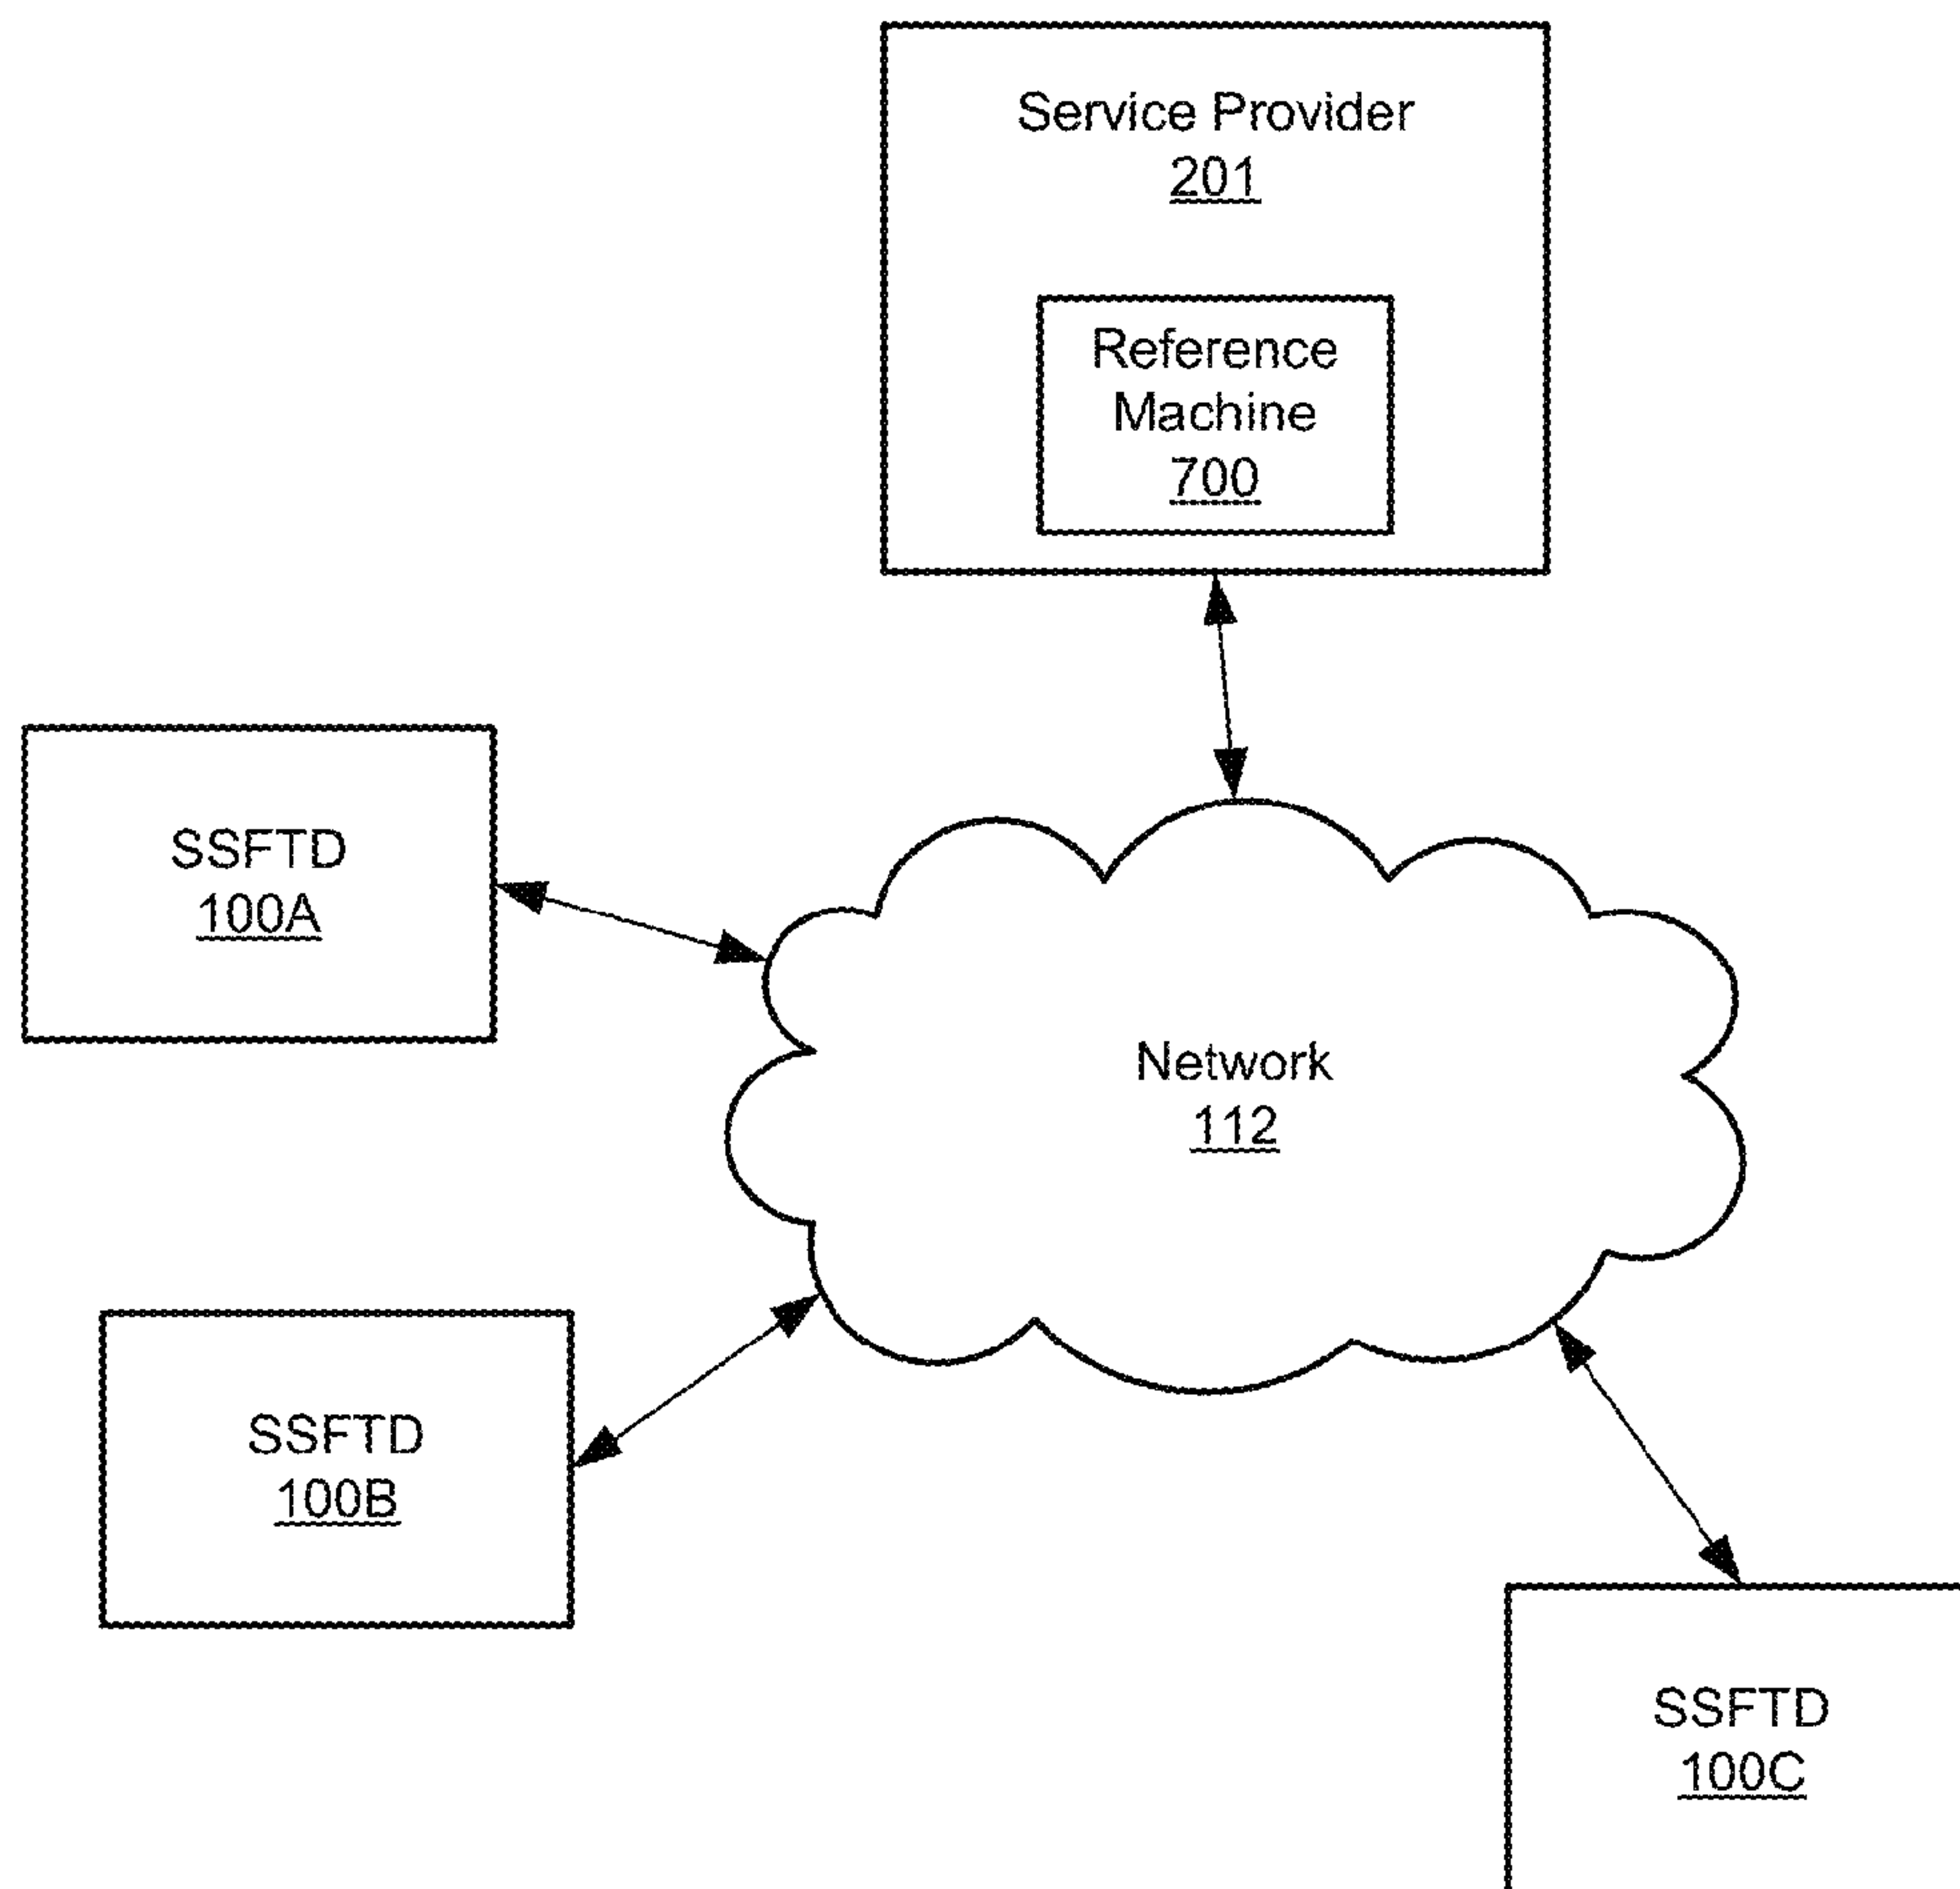 Service Provider
201
Reference
Machine
700
SSFTD
100A
Network
112
SSFTD
100B
SSFTD
100C